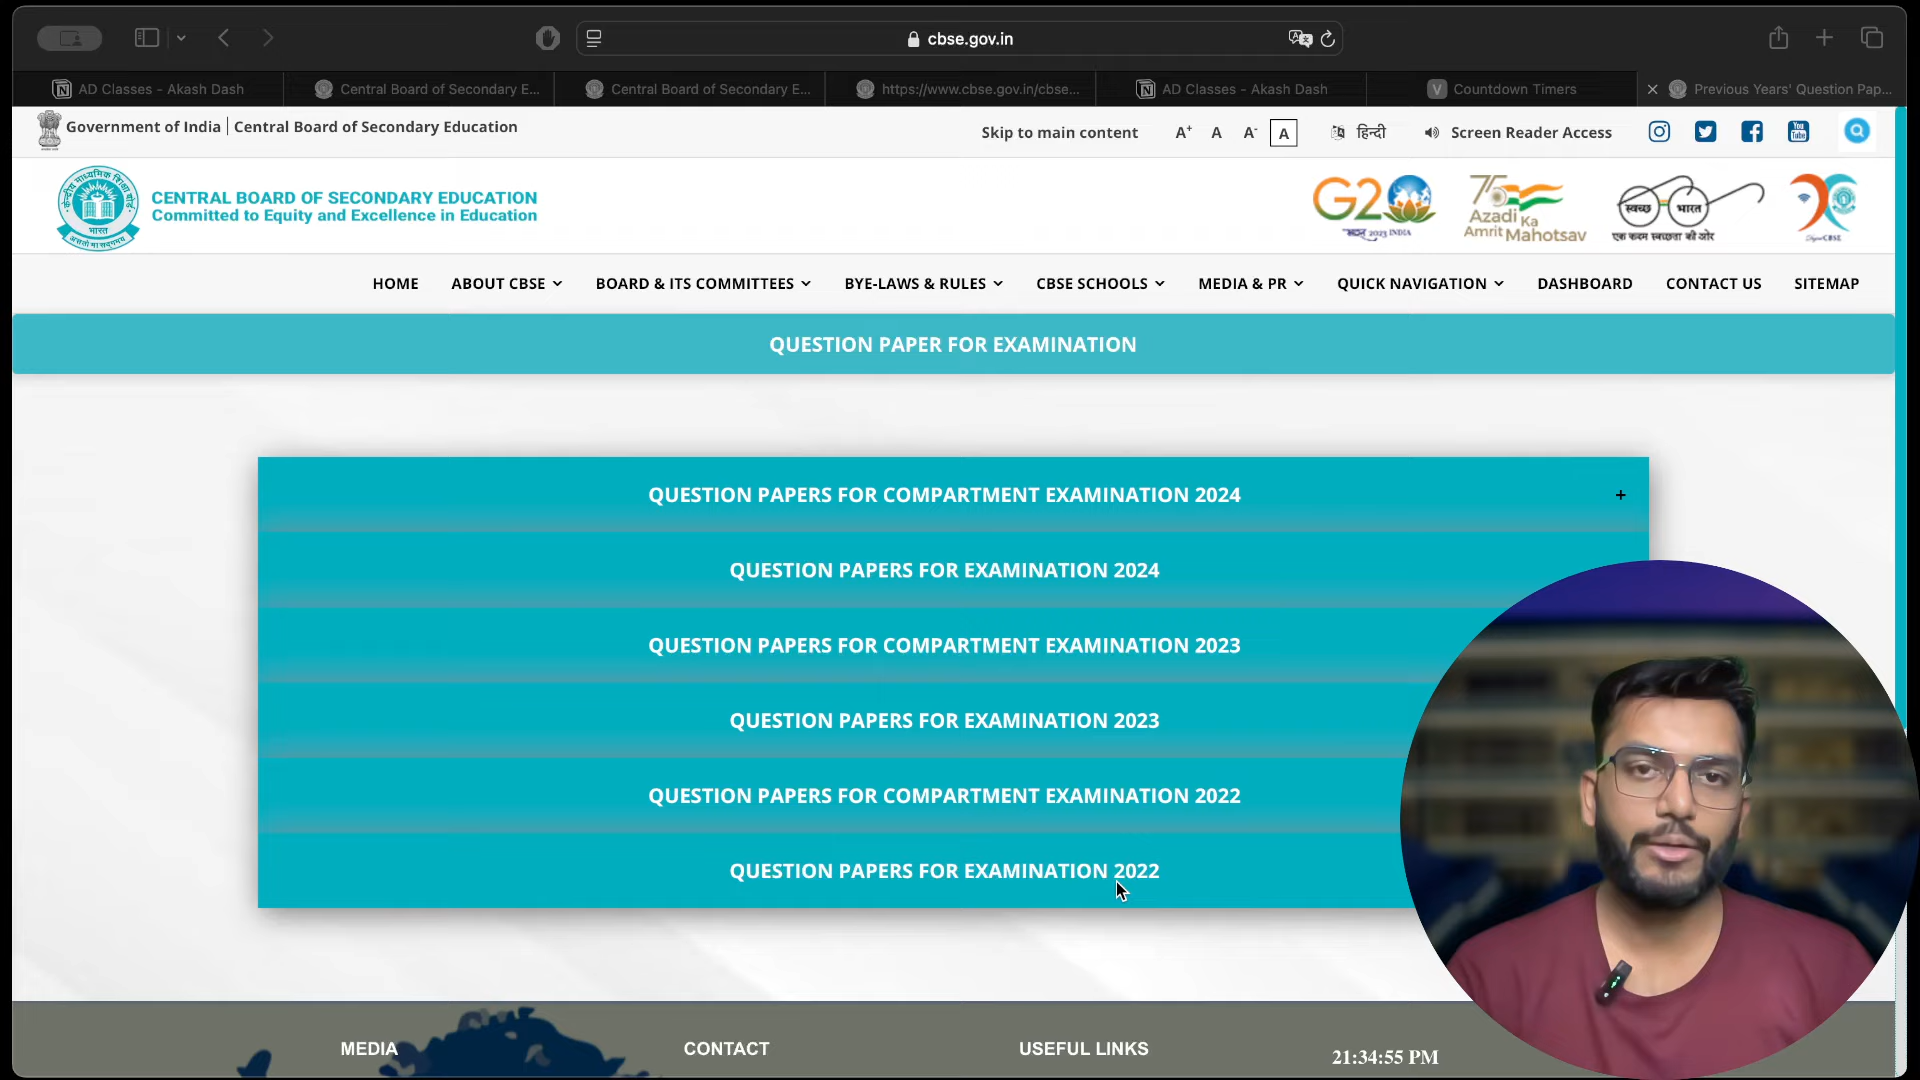 cbse.gov.in
AD Classes - Akash Dash
Central Board of Secondary E...
Central Board of Secondary E...
https://www.cbse.gov.in/cbse...
AD Classes - Akash Dash
Countdown Timers
Previous Years' Question Pap...
Government of India | Central Board of Secondary Education
Skip to main content
A+ A A- A
हिन्दी
Screen Reader Access
CENTRAL BOARD OF SECONDARY EDUCATION
Committed to Equity and Excellence in Education
भारत
G20
2023 INDIA
75
Azadi Ka
Amrit Mahotsav
स्वच्छ भारत
एक कदम स्वच्छता की ओर
HOME ABOUT CBSE BOARD & ITS COMMITTEES BYE-LAWS & RULES CBSE SCHOOLS MEDIA & PR QUICK NAVIGATION DASHBOARD CONTACT US SITEMAP
QUESTION PAPER FOR EXAMINATION
QUESTION PAPERS FOR COMPARTMENT EXAMINATION 2024 +
QUESTION PAPERS FOR EXAMINATION 2024
QUESTION PAPERS FOR COMPARTMENT EXAMINATION 2023
QUESTION PAPERS FOR EXAMINATION 2023
QUESTION PAPERS FOR COMPARTMENT EXAMINATION 2022
QUESTION PAPERS FOR EXAMINATION 2022
MEDIA CONTACT USEFUL LINKS 21:34:55 PM